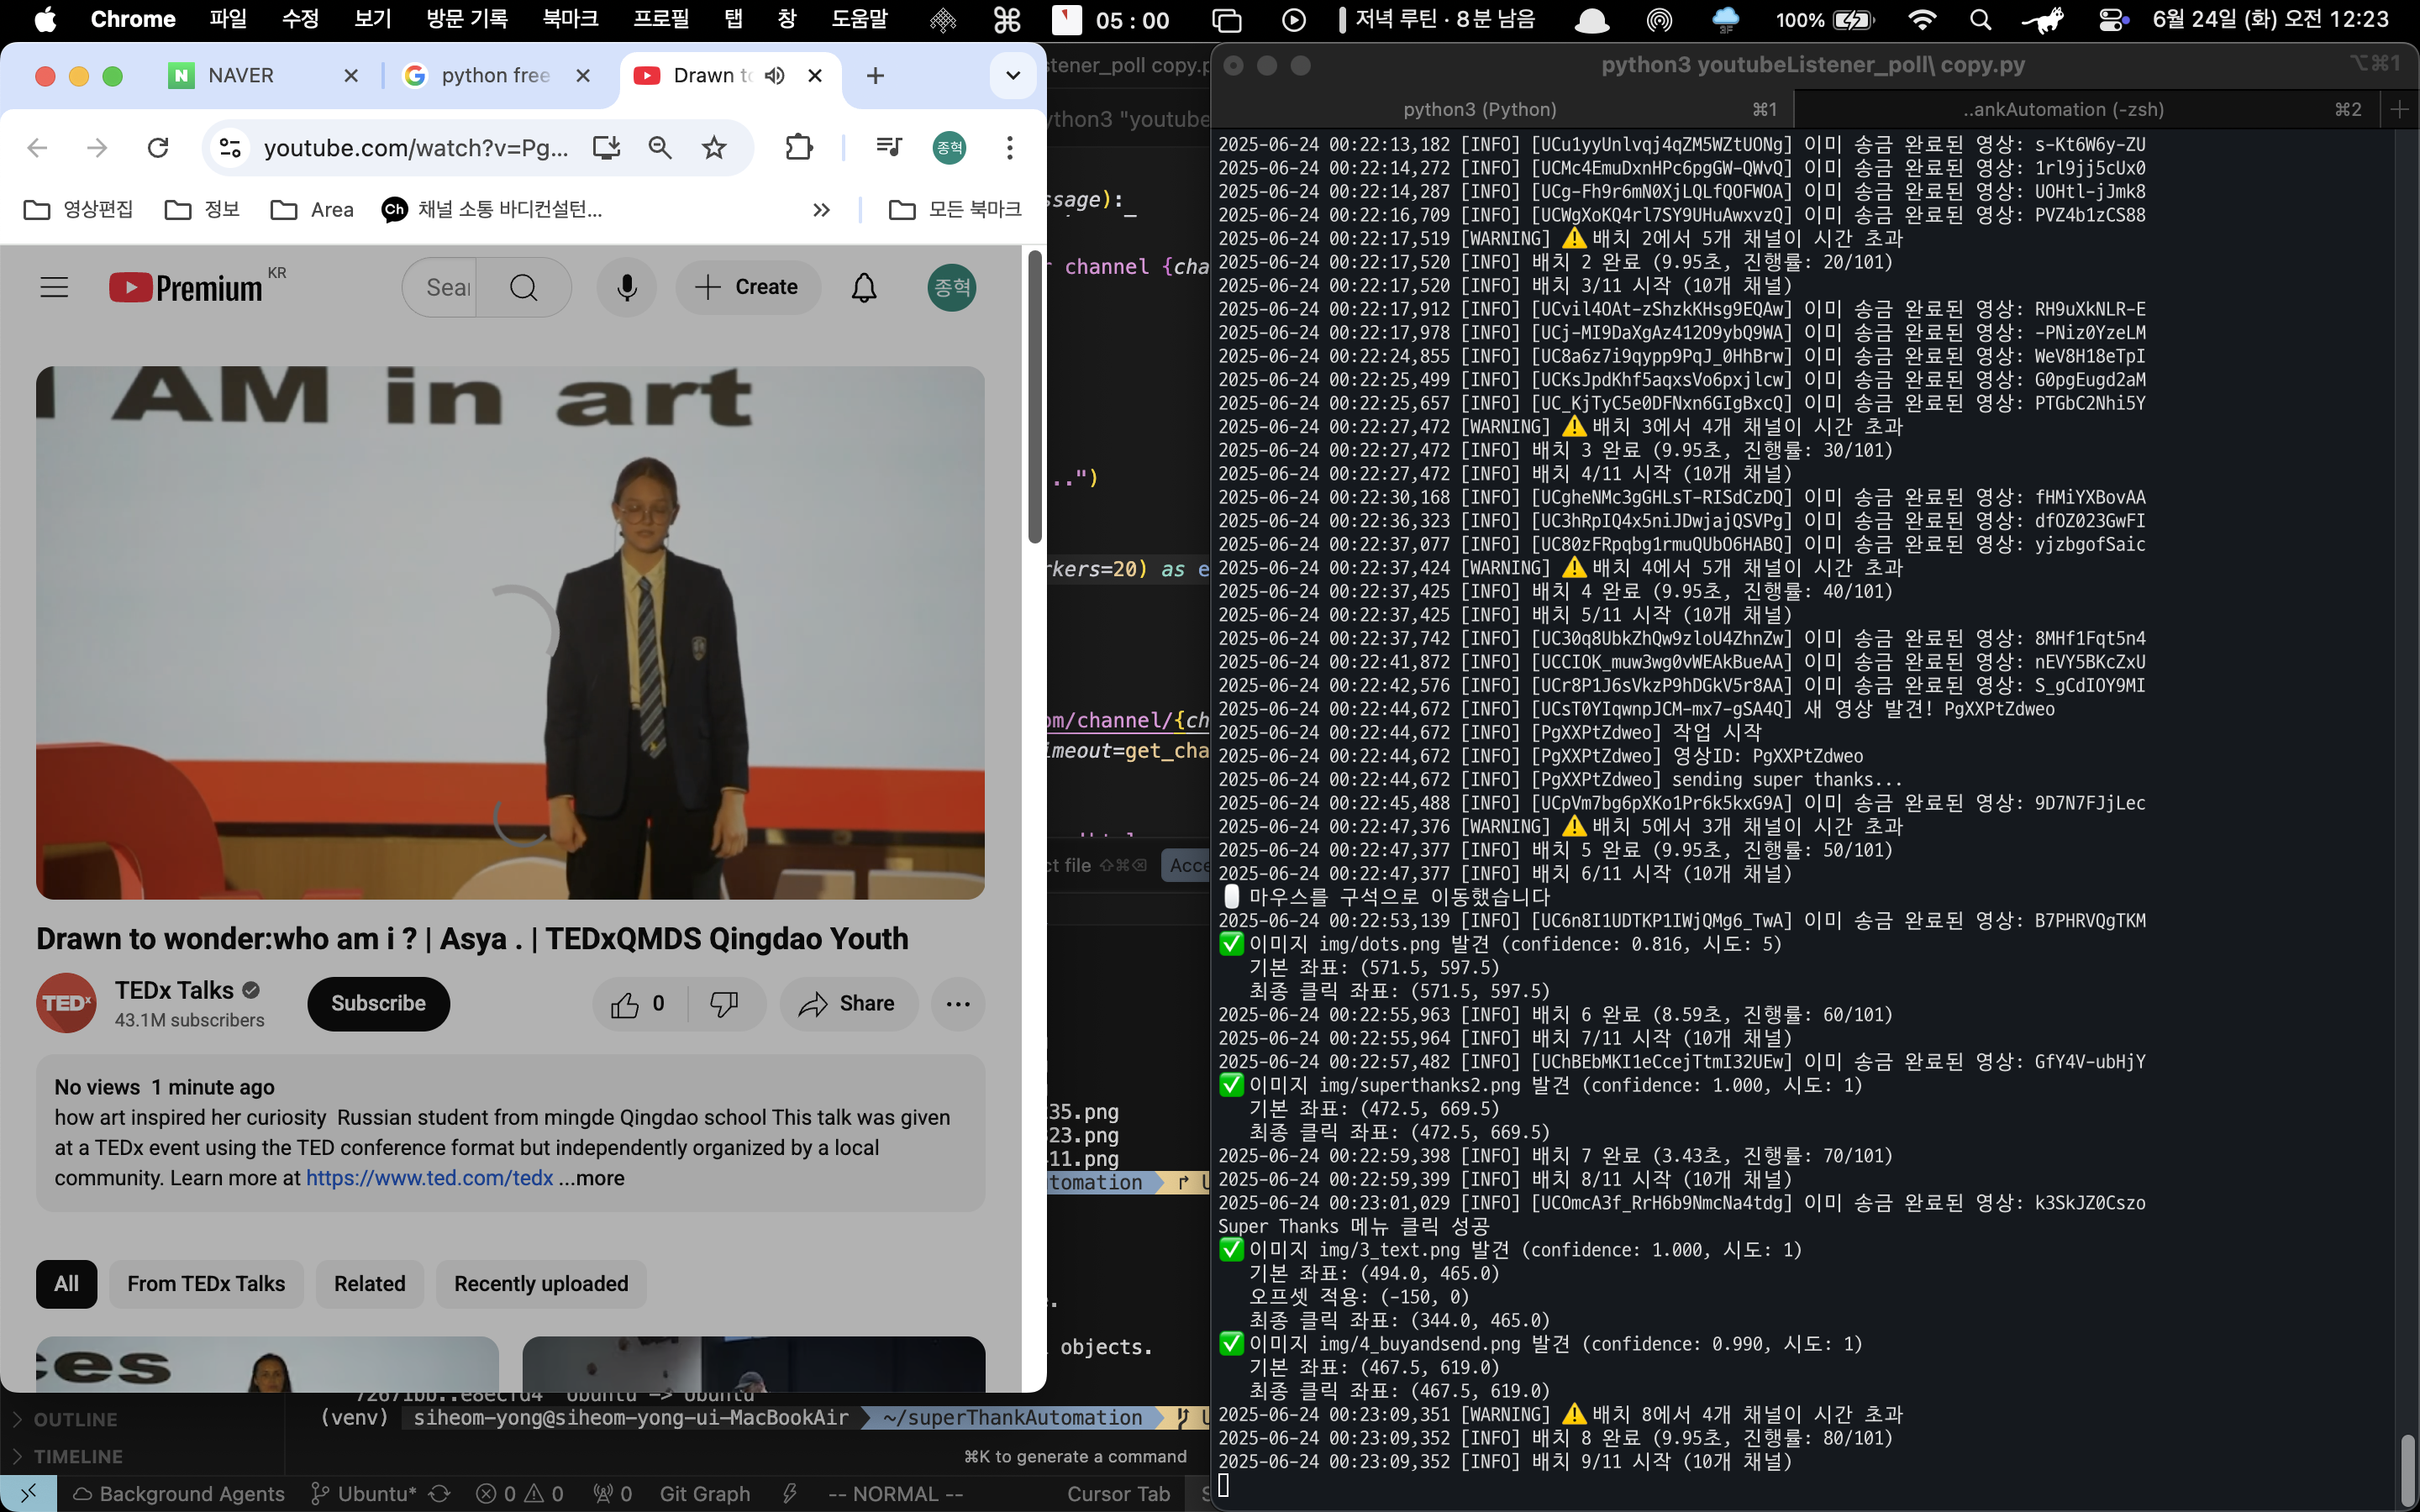 Chrome 파일 수정 보기 방문 기록 북마크 프로필 탭 창 도움말 05 : 00 저녁 루틴 · 8분 남음 3F 100% 6월 24일 (화) 오전 12:23
NAVER python free Drawn to
youtube.com/watch?v=Pg... 종혁
영상편집 정보 Area Ch 채널 소통 바디컨설턴... 모든 북마크
Premium KR Sear Create 종혁
I AM in art
Drawn to wonder:who am i ? | Asya . | TEDxQMDS Qingdao Youth
TEDx TEDx Talks
43.1M subscribers
Subscribe 0 Share
No views 1 minute ago
how art inspired her curiosity Russian student from mingde Qingdao school This talk was given
at a TEDx event using the TED conference format but independently organized by a local
community. Learn more at https://www.ted.com/tedx ...more
All From TEDx Talks Related Recently uploaded
ces
stener_poll copy.p
ython3 "youtube
ssage):
r channel {cha
..")
rkers=20) as e
om/channel/{ch
imeout=get_cha
ct file ⇧⌘⌫ Acce
35.png
23.png
11.png
tomation
objects.
OUTLINE
TIMELINE
(venv) siheom-yong@siheom-yong-ui-MacBookAir ~/superThankAutomation
⌘K to generate a command
Background Agents Ubuntu* 0 0 0 Git Graph -- NORMAL -- Cursor Tab
python3 youtubeListener_poll\ copy.py ⌥⌘1
python3 (Python) ⌘1 ..ankAutomation (-zsh) ⌘2
2025-06-24 00:22:13,182 [INFO] [UCu1yyUnlvqj4qZM5WZtUONg] 이미 송금 완료된 영상: s-Kt6W6y-ZU
2025-06-24 00:22:14,272 [INFO] [UCMc4EmuDxnHPc6pgGW-QWvQ] 이미 송금 완료된 영상: 1rl9jj5cUx0
2025-06-24 00:22:14,287 [INFO] [UCg-Fh9r6mN0XjLQLfQOFWOA] 이미 송금 완료된 영상: UOHtl-jJmk8
2025-06-24 00:22:16,709 [INFO] [UCWgXoKQ4rl7SY9UHuAwxvzQ] 이미 송금 완료된 영상: PVZ4b1zCS88
2025-06-24 00:22:17,519 [WARNING] ⚠️ 배치 2에서 5개 채널이 시간 초과
2025-06-24 00:22:17,520 [INFO] 배치 2 완료 (9.95초, 진행률: 20/101)
2025-06-24 00:22:17,520 [INFO] 배치 3/11 시작 (10개 채널)
2025-06-24 00:22:17,912 [INFO] [UCvil4OAt-zShzkKHsg9EQAw] 이미 송금 완료된 영상: RH9uXkNLR-E
2025-06-24 00:22:17,978 [INFO] [UCj-MI9DaXgAz412O9ybQ9WA] 이미 송금 완료된 영상: -PNiz0YzeLM
2025-06-24 00:22:24,855 [INFO] [UC8a6z7i9qypp9PqJ_0HhBrw] 이미 송금 완료된 영상: WeV8H18eTpI
2025-06-24 00:22:25,499 [INFO] [UCKsJpdKhf5aqxsVo6pxjlcw] 이미 송금 완료된 영상: G0pgEugd2aM
2025-06-24 00:22:25,657 [INFO] [UC_KjTyC5e0DFNxn6GIgBxcQ] 이미 송금 완료된 영상: PTGbC2Nhi5Y
2025-06-24 00:22:27,472 [WARNING] ⚠️ 배치 3에서 4개 채널이 시간 초과
2025-06-24 00:22:27,472 [INFO] 배치 3 완료 (9.95초, 진행률: 30/101)
2025-06-24 00:22:27,472 [INFO] 배치 4/11 시작 (10개 채널)
2025-06-24 00:22:30,168 [INFO] [UCgheNMc3gGHLsT-RISdCzDQ] 이미 송금 완료된 영상: fHMiYXBovAA
2025-06-24 00:22:36,323 [INFO] [UC3hRpIQ4x5niJDwjajQSVPg] 이미 송금 완료된 영상: dfOZ023GwFI
2025-06-24 00:22:37,077 [INFO] [UC80zFRpqbg1rmuQUbO6HABQ] 이미 송금 완료된 영상: yjzbgofSaic
2025-06-24 00:22:37,424 [WARNING] ⚠️ 배치 4에서 5개 채널이 시간 초과
2025-06-24 00:22:37,425 [INFO] 배치 4 완료 (9.95초, 진행률: 40/101)
2025-06-24 00:22:37,425 [INFO] 배치 5/11 시작 (10개 채널)
2025-06-24 00:22:37,742 [INFO] [UC30q8UbkZhQw9zloU4ZhnZw] 이미 송금 완료된 영상: 8MHf1Fqt5n4
2025-06-24 00:22:41,872 [INFO] [UCCIOK_muw3wg0vWEAkBueAA] 이미 송금 완료된 영상: nEVY5BKcZxU
2025-06-24 00:22:42,576 [INFO] [UCr8P1J6sVkzP9hDGkV5r8AA] 이미 송금 완료된 영상: S_gCdIOY9MI
2025-06-24 00:22:44,672 [INFO] [UCsT0YIqwnpJCM-mx7-gSA4Q] 새 영상 발견! PgXXPtZdweo
2025-06-24 00:22:44,672 [INFO] [PgXXPtZdweo] 작업 시작
2025-06-24 00:22:44,672 [INFO] [PgXXPtZdweo] 영상ID: PgXXPtZdweo
2025-06-24 00:22:44,672 [INFO] [PgXXPtZdweo] sending super thanks...
2025-06-24 00:22:45,488 [INFO] [UCpVm7bg6pXKo1Pr6k5kxG9A] 이미 송금 완료된 영상: 9D7N7FJjLec
2025-06-24 00:22:47,376 [WARNING] ⚠️ 배치 5에서 3개 채널이 시간 초과
2025-06-24 00:22:47,377 [INFO] 배치 5 완료 (9.95초, 진행률: 50/101)
2025-06-24 00:22:47,377 [INFO] 배치 6/11 시작 (10개 채널)
마우스를 구석으로 이동했습니다
2025-06-24 00:22:53,139 [INFO] [UC6n8I1UDTKP1IWjQMg6_TwA] 이미 송금 완료된 영상: B7PHRVQgTKM
✅ 이미지 img/dots.png 발견 (confidence: 0.816, 시도: 5)
기본 좌표: (571.5, 597.5)
최종 클릭 좌표: (571.5, 597.5)
2025-06-24 00:22:55,963 [INFO] 배치 6 완료 (8.59초, 진행률: 60/101)
2025-06-24 00:22:55,964 [INFO] 배치 7/11 시작 (10개 채널)
2025-06-24 00:22:57,482 [INFO] [UChBEbMKI1eCcejTtmI32UEw] 이미 송금 완료된 영상: GfY4V-ubHjY
✅ 이미지 img/superthanks2.png 발견 (confidence: 1.000, 시도: 1)
기본 좌표: (472.5, 669.5)
최종 클릭 좌표: (472.5, 669.5)
2025-06-24 00:22:59,398 [INFO] 배치 7 완료 (3.43초, 진행률: 70/101)
2025-06-24 00:22:59,399 [INFO] 배치 8/11 시작 (10개 채널)
2025-06-24 00:23:01,029 [INFO] [UCOmcA3f_RrH6b9NmcNa4tdg] 이미 송금 완료된 영상: k3SkJZ0Cszo
Super Thanks 메뉴 클릭 성공
✅ 이미지 img/3_text.png 발견 (confidence: 1.000, 시도: 1)
기본 좌표: (494.0, 465.0)
오프셋 적용: (-150, 0)
최종 클릭 좌표: (344.0, 465.0)
✅ 이미지 img/4_buyandsend.png 발견 (confidence: 0.990, 시도: 1)
기본 좌표: (467.5, 619.0)
최종 클릭 좌표: (467.5, 619.0)
2025-06-24 00:23:09,351 [WARNING] ⚠️ 배치 8에서 4개 채널이 시간 초과
2025-06-24 00:23:09,352 [INFO] 배치 8 완료 (9.95초, 진행률: 80/101)
2025-06-24 00:23:09,352 [INFO] 배치 9/11 시작 (10개 채널)